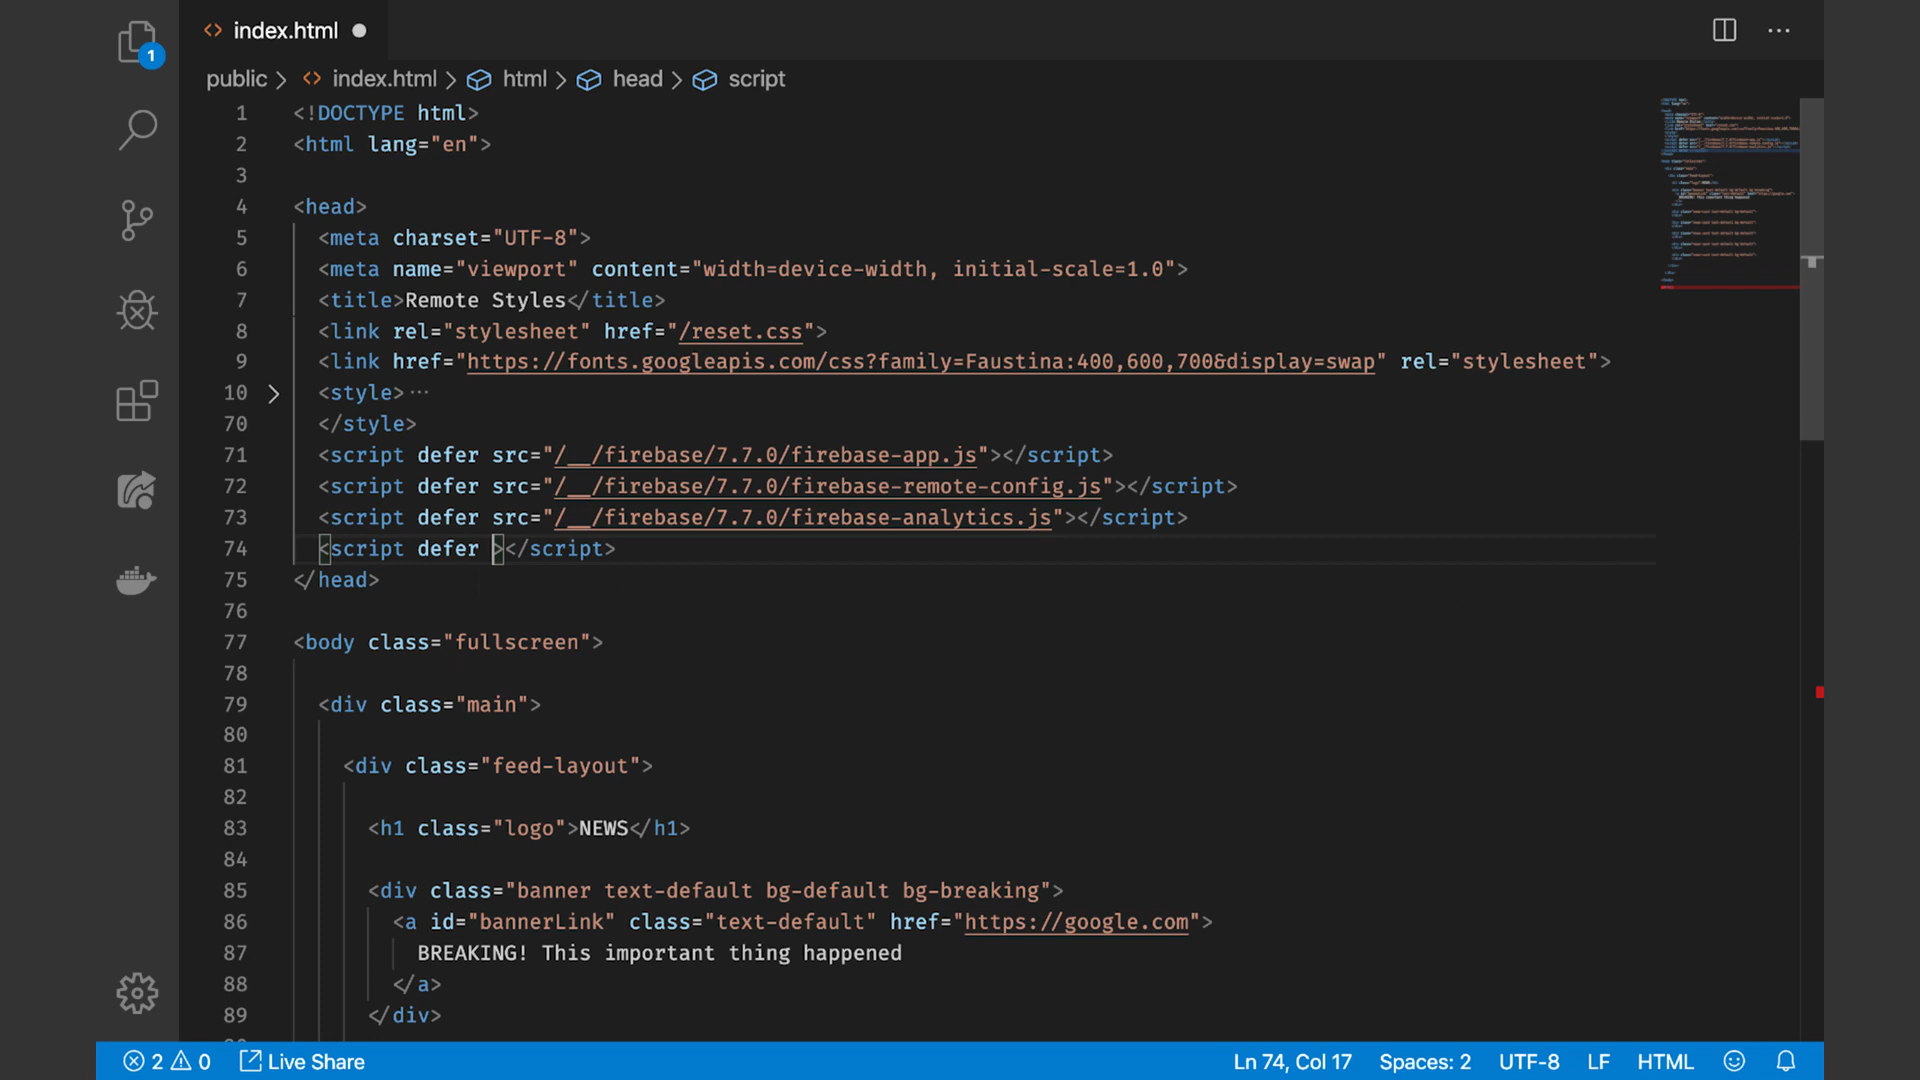 index.html
1
public > index.html > html > head > script
1 <!DOCTYPE html>
2 <html lang="en">
3
4 <head>
5 <meta charset="UTF-8">
6 <meta name="viewport" content="width=device-width, initial-scale=1.0">
7 <title>Remote Styles</title>
8 <link rel="stylesheet" href="/reset.css">
9 <link href="https://fonts.googleapis.com/css?family=Faustina:400,600,700&display=swap" rel="stylesheet">
10 <style>···
70 </style>
71 <script defer src="/__/firebase/7.7.0/firebase-app.js"></script>
72 <script defer src="/__/firebase/7.7.0/firebase-remote-config.js"></script>
73 <script defer src="/__/firebase/7.7.0/firebase-analytics.js"></script>
74 <script defer ></script>
75 </head>
76
77 <body class="fullscreen">
78
79 <div class="main">
80
81 <div class="feed-layout">
82
83 <h1 class="logo">NEWS</h1>
84
85 <div class="banner text-default bg-default bg-breaking">
86 <a id="bannerLink" class="text-default" href="https://google.com">
87 BREAKING! This important thing happened
88 </a>
89 </div>
2 0 Live Share Ln 74, Col 17 Spaces: 2 UTF-8 LF HTML